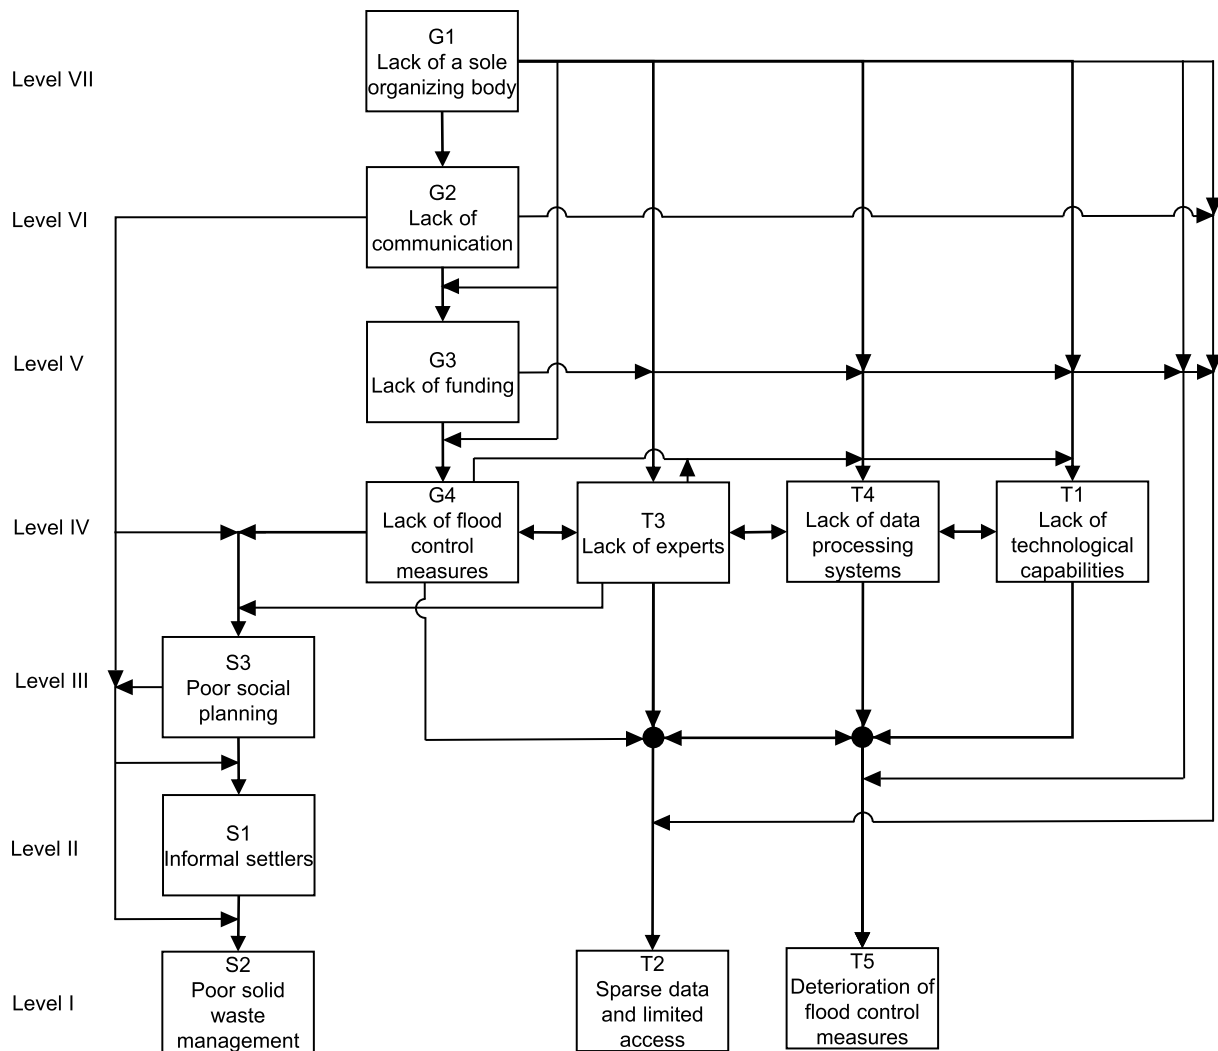 Level VII
G1
Lack of a sole
organizing body
Level VI
G2
Lack of
communication
Level V
G3
Lack of funding
Level IV
G4
Lack of flood
control
measures
T3
Lack of experts
T4
Lack of data
processing
systems
T1
Lack of
technological
capabilities
Level III
S3
Poor social
planning
Level II
S1
Informal settlers
Level I
S2
Poor solid
waste
management
T2
Sparse data
and limited
access
T5
Deterioration of
flood control
measures